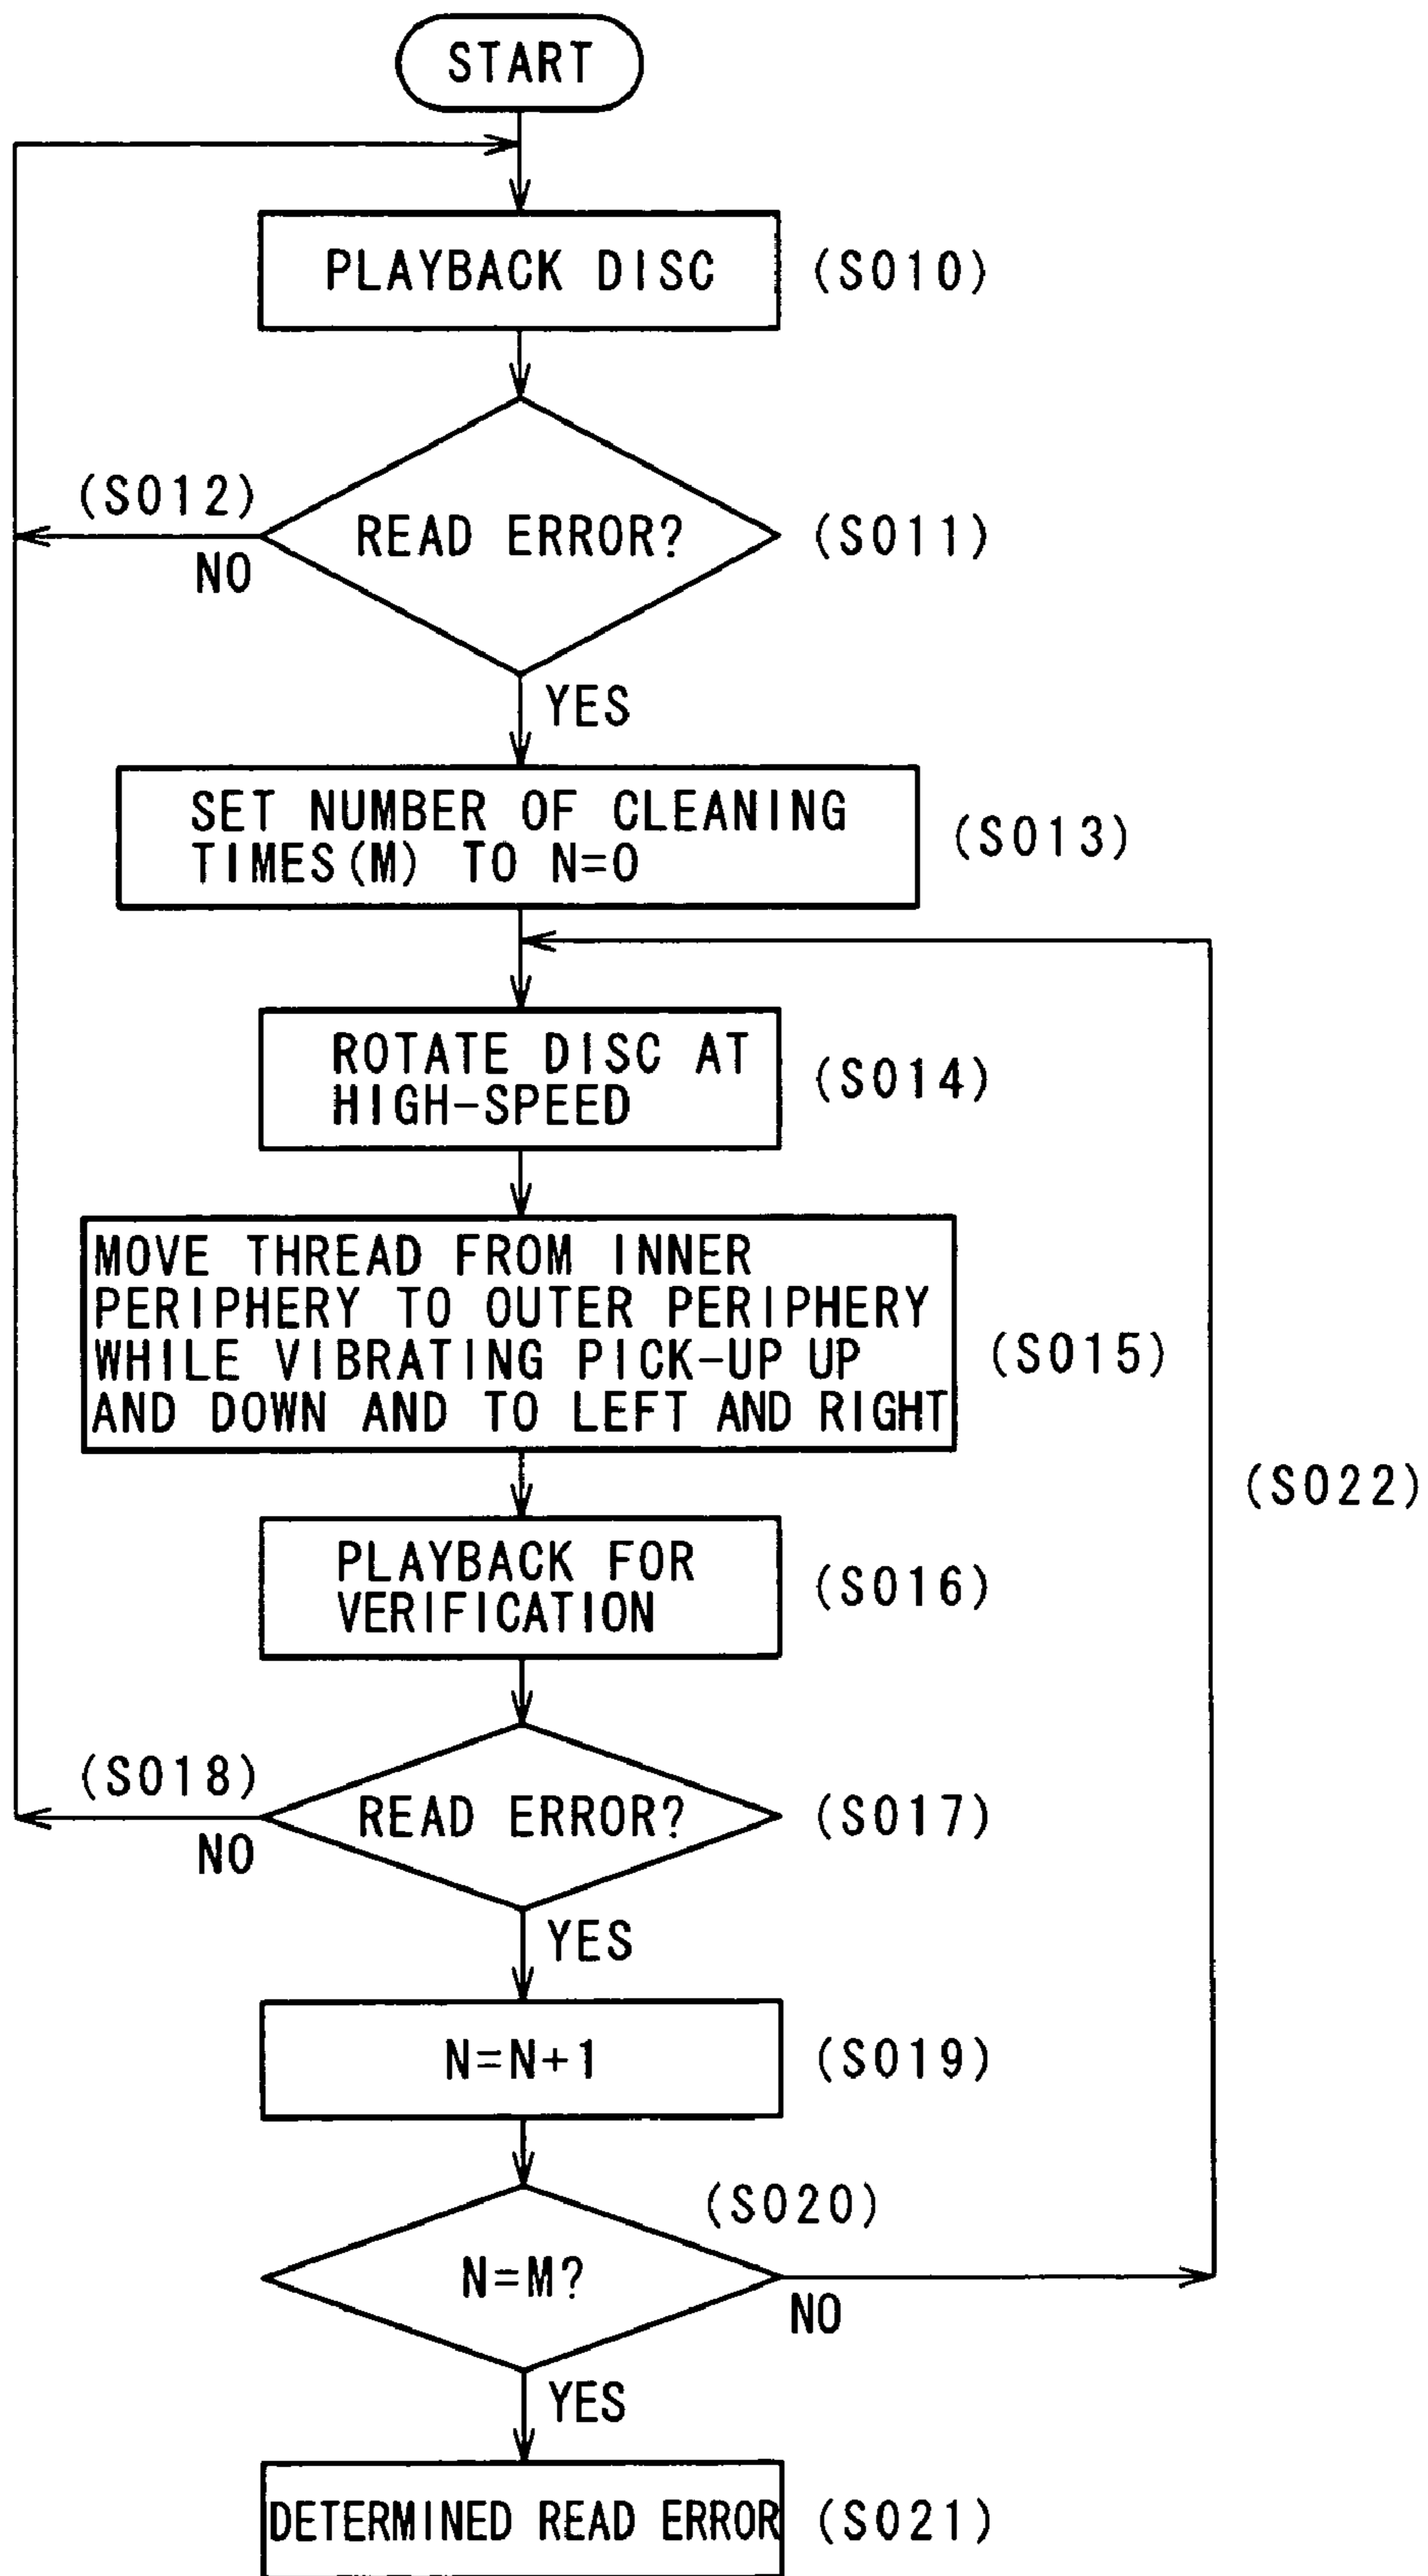 START
PLAYBACK DISC
(S010)
(S012)
READ ERROR?
(S011)
NO
YES
SET NUMBER OF CLEANING
TIMES(M) TO N=0
(S013)
ROTATE DISC AT
HIGH-SPEED
(S014)
MOVE THREAD FROM INNER
PERIPHERY TO OUTER PERIPHERY
WHILE VIBRATING PICK-UP UP
AND DOWN AND TO LEFT AND RIGHT
(S015)
(S022)
PLAYBACK FOR
VERIFICATION
(S016)
(S018)
READ ERROR?
(S017)
NO
YES
N=N+1
(S019)
(S020)
N=M?
NO
YES
DETERMINED READ ERROR
(S021)